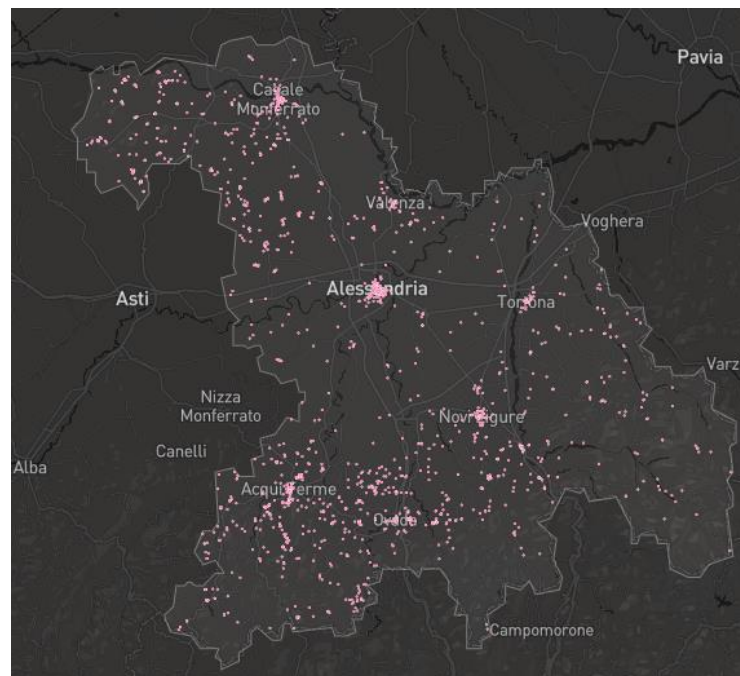 Pavia
Casale
Monferrato
Valenza
Voghera
Asti
Alessandria
Tortona
Varz
Nizza
Monferrato
Novi Ligure
Canelli
Alba
Acqui Terme
Ovada
Campomorone